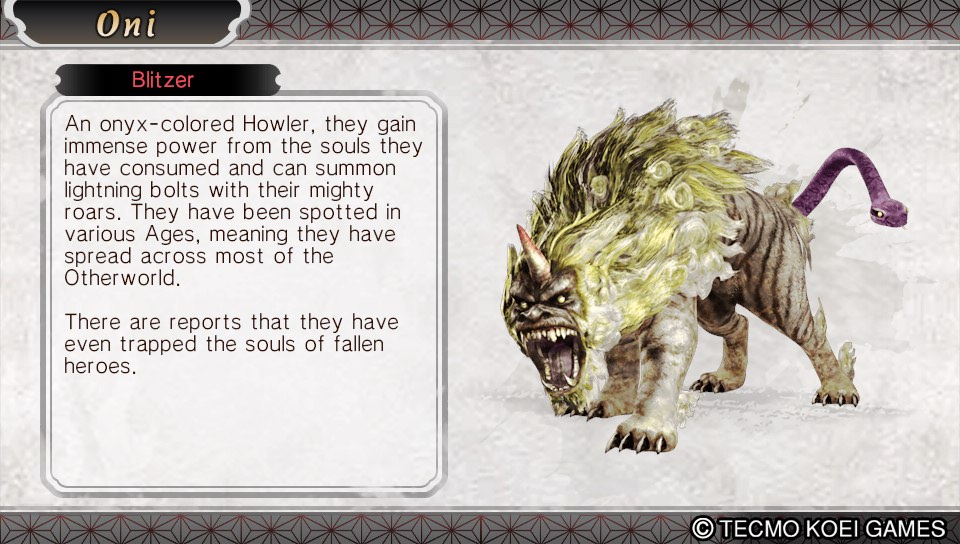 Oni
Blitzer
An onyx-colored Howler, they gain
immense power from the souls they
have consumed and can summon
lightning bolts with their mighty
roars. They have been spotted in
various Ages, meaning they have
spread across most of the
Otherworld.
There are reports that they have
even trapped the souls of fallen
heroes.
© TECMO KOEI GAMES